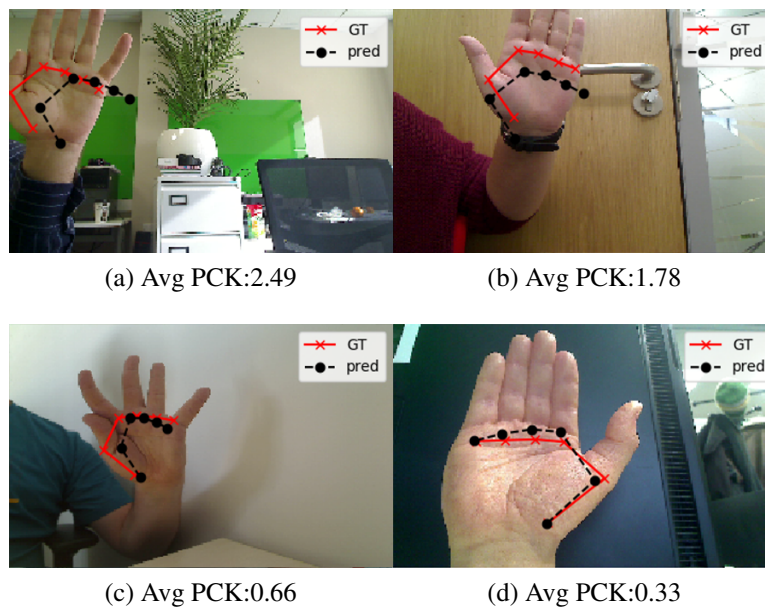 GT
pred
GT
pred
(a) Avg PCK:2.49
(b) Avg PCK:1.78
GT
pred
GT
pred
(c) Avg PCK:0.66
(d) Avg PCK:0.33